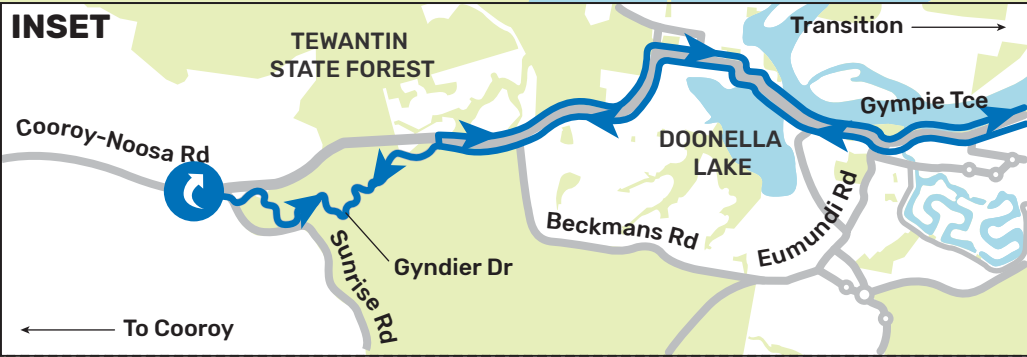 INSET
Transition
TEWANTIN
STATE FOREST
Gympie Tce
Cooroy-Noosa Rd
DOONELLA
LAKE
Beckmans Rd
Eumundi Rd
Sunrise Rd
Gyndier Dr
To Cooroy